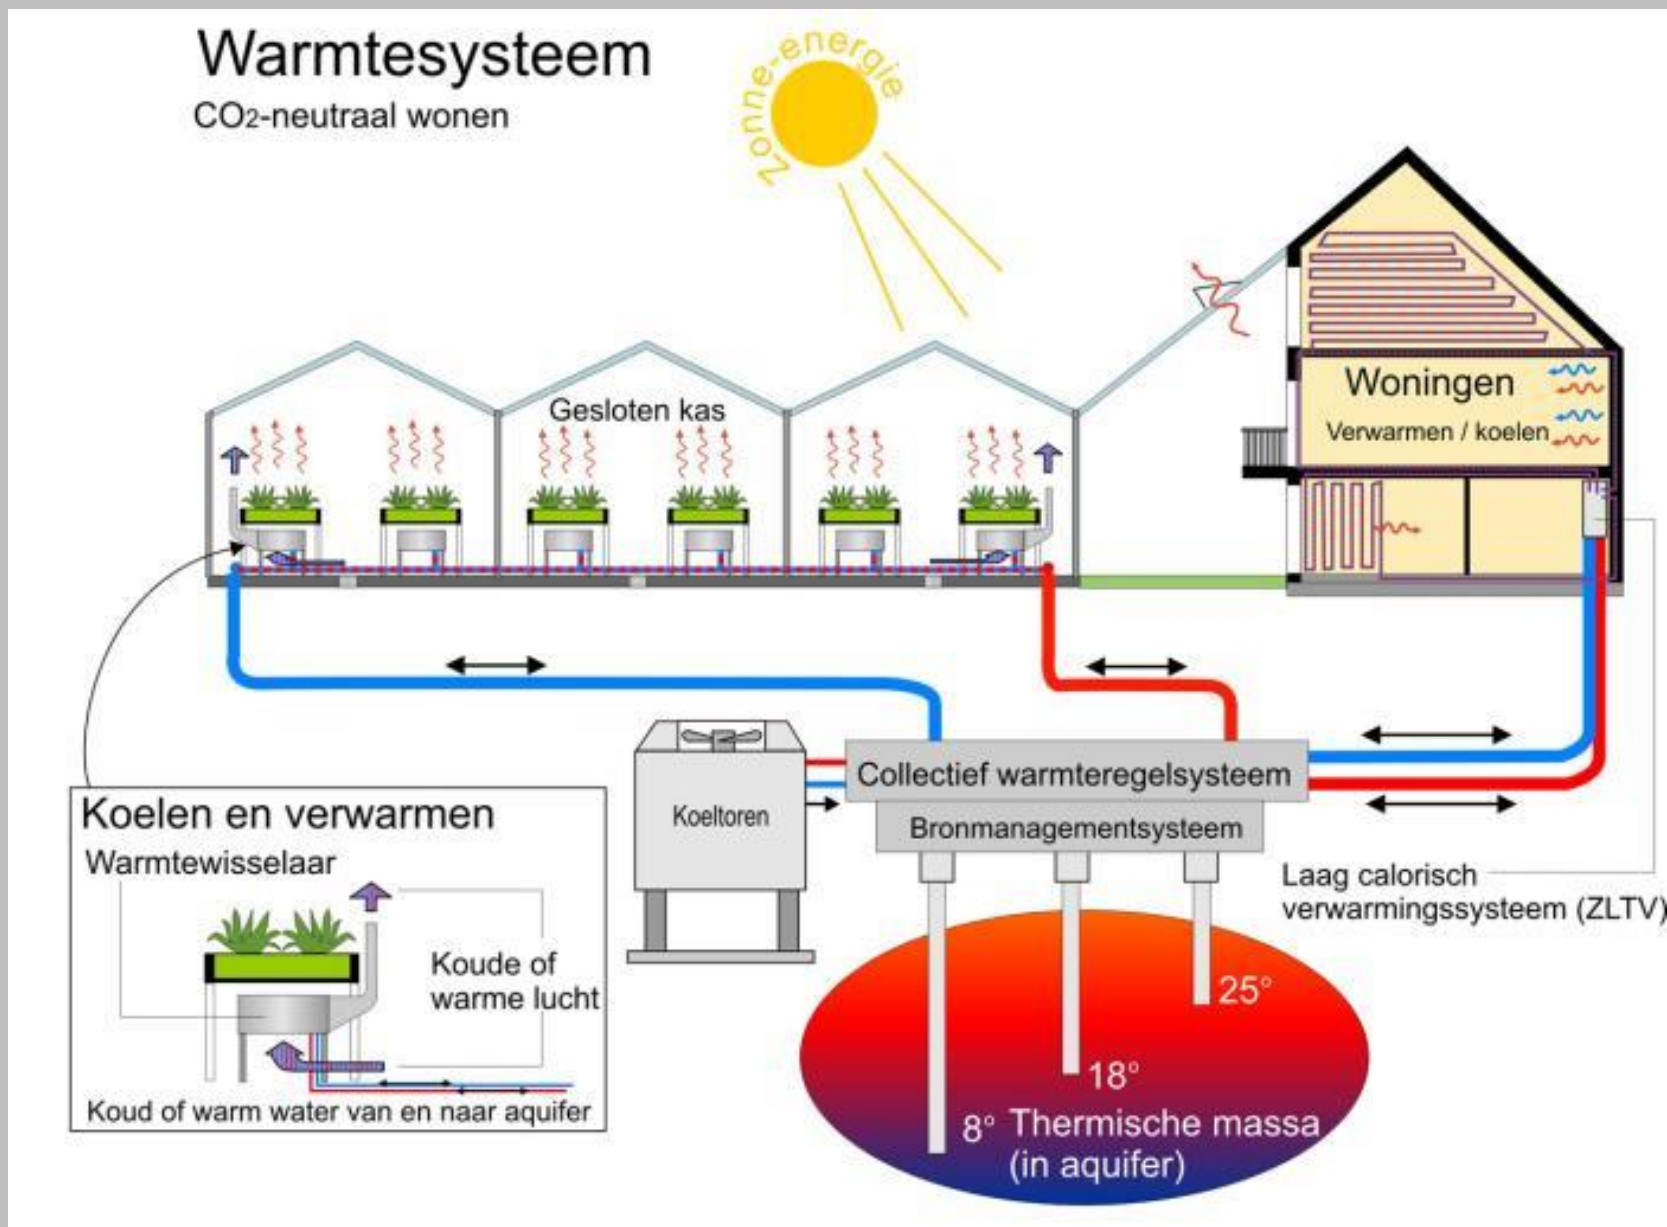 Warmtesysteem
CO2-neutraal wonen
Zonne-energie
Gesloten kas
Woningen
Verwarmen / koelen
Koelen en verwarmen
Warmtewisselaar
Koude of
warme lucht
Koud of warm water van en naar aquifer
Koeltoren
Collectief warmteregelsysteem
Bronmanagementsysteem
Laag calorisch
verwarmingssysteem (ZLTV)
25°
18°
8° Thermische massa
(in aquifer)